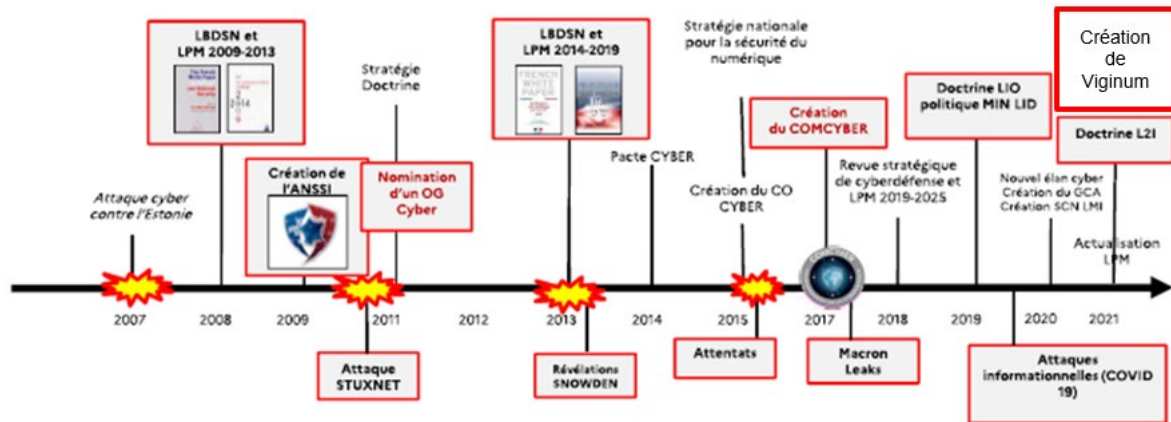 LBDSN et
LPM 2009-2013
Stratégie
Doctrine
LBDSN et
LPM 2014-2019
FRENCH
WHITE
PAPER
Stratégie nationale
pour la sécurité du
numérique
Création
de
Viginum
Attaque cyber
contre l'Estonie
Création de
l'ANSSI
Nomination
d'un OG
Cyber
Pacte CYBER
Création du CO
CYBER
Création
du COMCYBER
Revue stratégique
de cyberdéfense et
LPM 2019-2025
Doctrine LIO
politique MIN LID
Nouvel élan cyber
Création du GCA
Création SCN LMI
Doctrine L2I
Actualisation
LPM
COMCYBER
2007 2008 2009 2011 2012 2013 2014 2015 2017 2018 2019 2020 2021
Attaque
STUXNET
Révélations
SNOWDEN
Attentats
Macron
Leaks
Attaques
informationnelles (COVID
19)